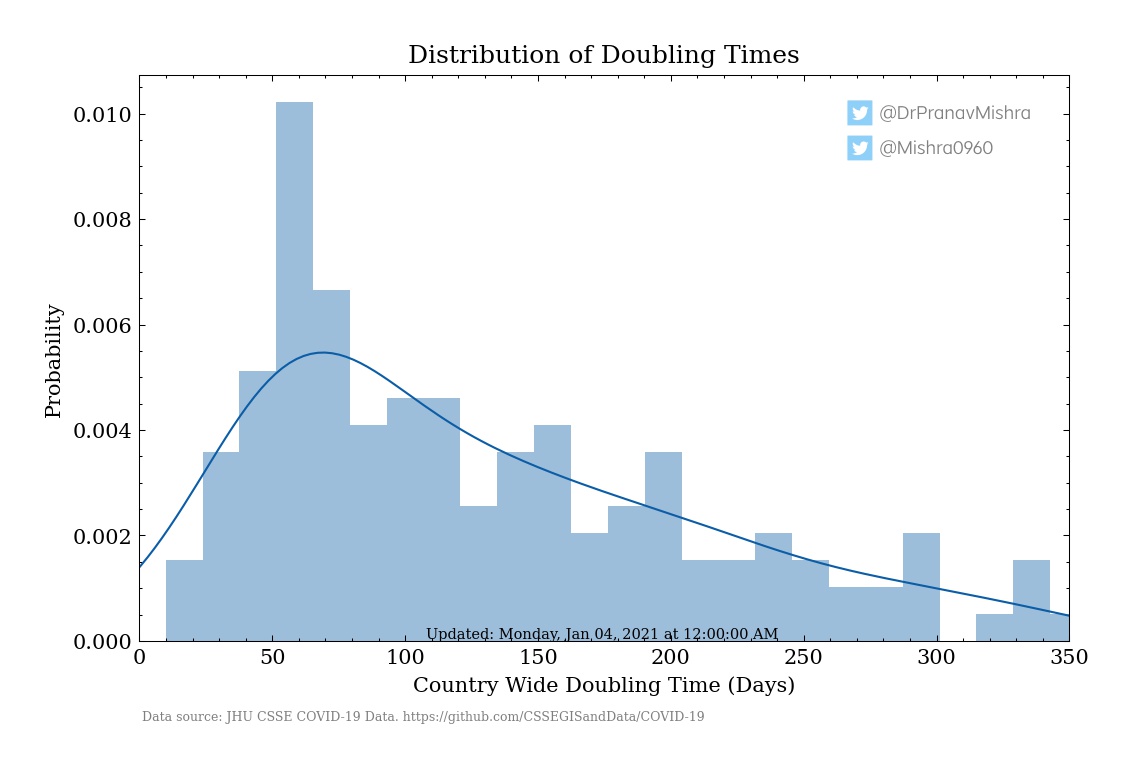 Distribution of Doubling Times
@DrPranavMishra
@Mishra0960
0.010
0.008
0.006
0.004
0.002
0.000
Probability
Updated: Monday, Jan 04, 2021 at 12:00:00 AM
0 50 100 150 200 250 300 350
Country Wide Doubling Time (Days)
Data source: JHU CSSE COVID-19 Data. https://github.com/CSSEGISandData/COVID-19